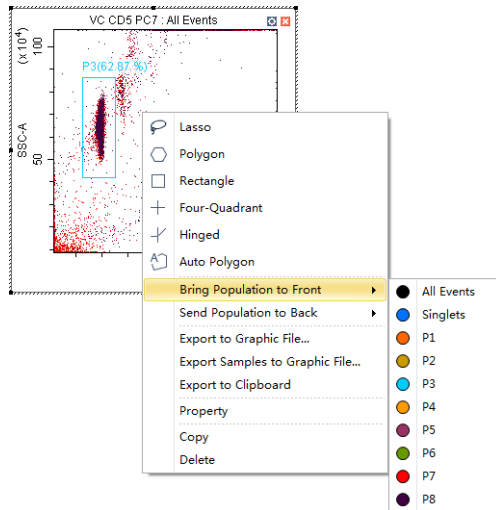 VC CD5 PC7 : All Events
(x 10⁴)
100
P3(62.87 %)
SSC-A
50
Lasso
Polygon
Rectangle
Four-Quadrant
Hinged
A
Auto Polygon
Bring Population to Front
Send Population to Back
Export to Graphic File...
Export Samples to Graphic File...
Export to Clipboard
Property
Copy
Delete
All Events
Singlets
P1
P2
P3
P4
P5
P6
P7
P8